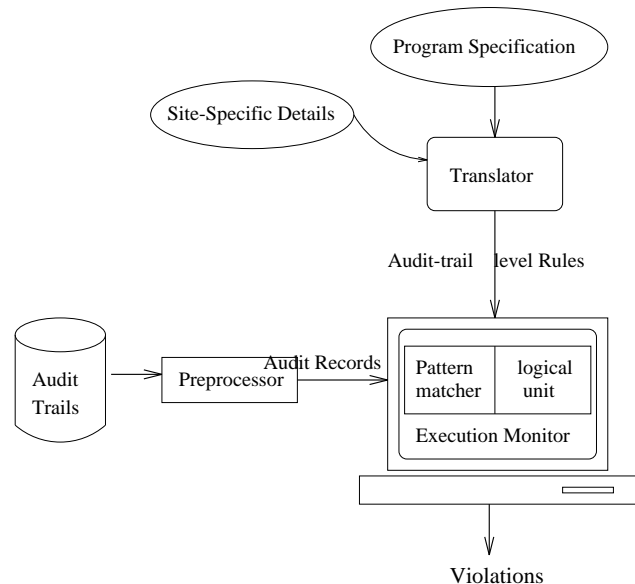 Program Specification
Site-Specific Details
Translator
Audit-trail level Rules
Audit
Trails
Preprocessor
Audit Records
Pattern
matcher
logical
unit
Execution Monitor
Violations